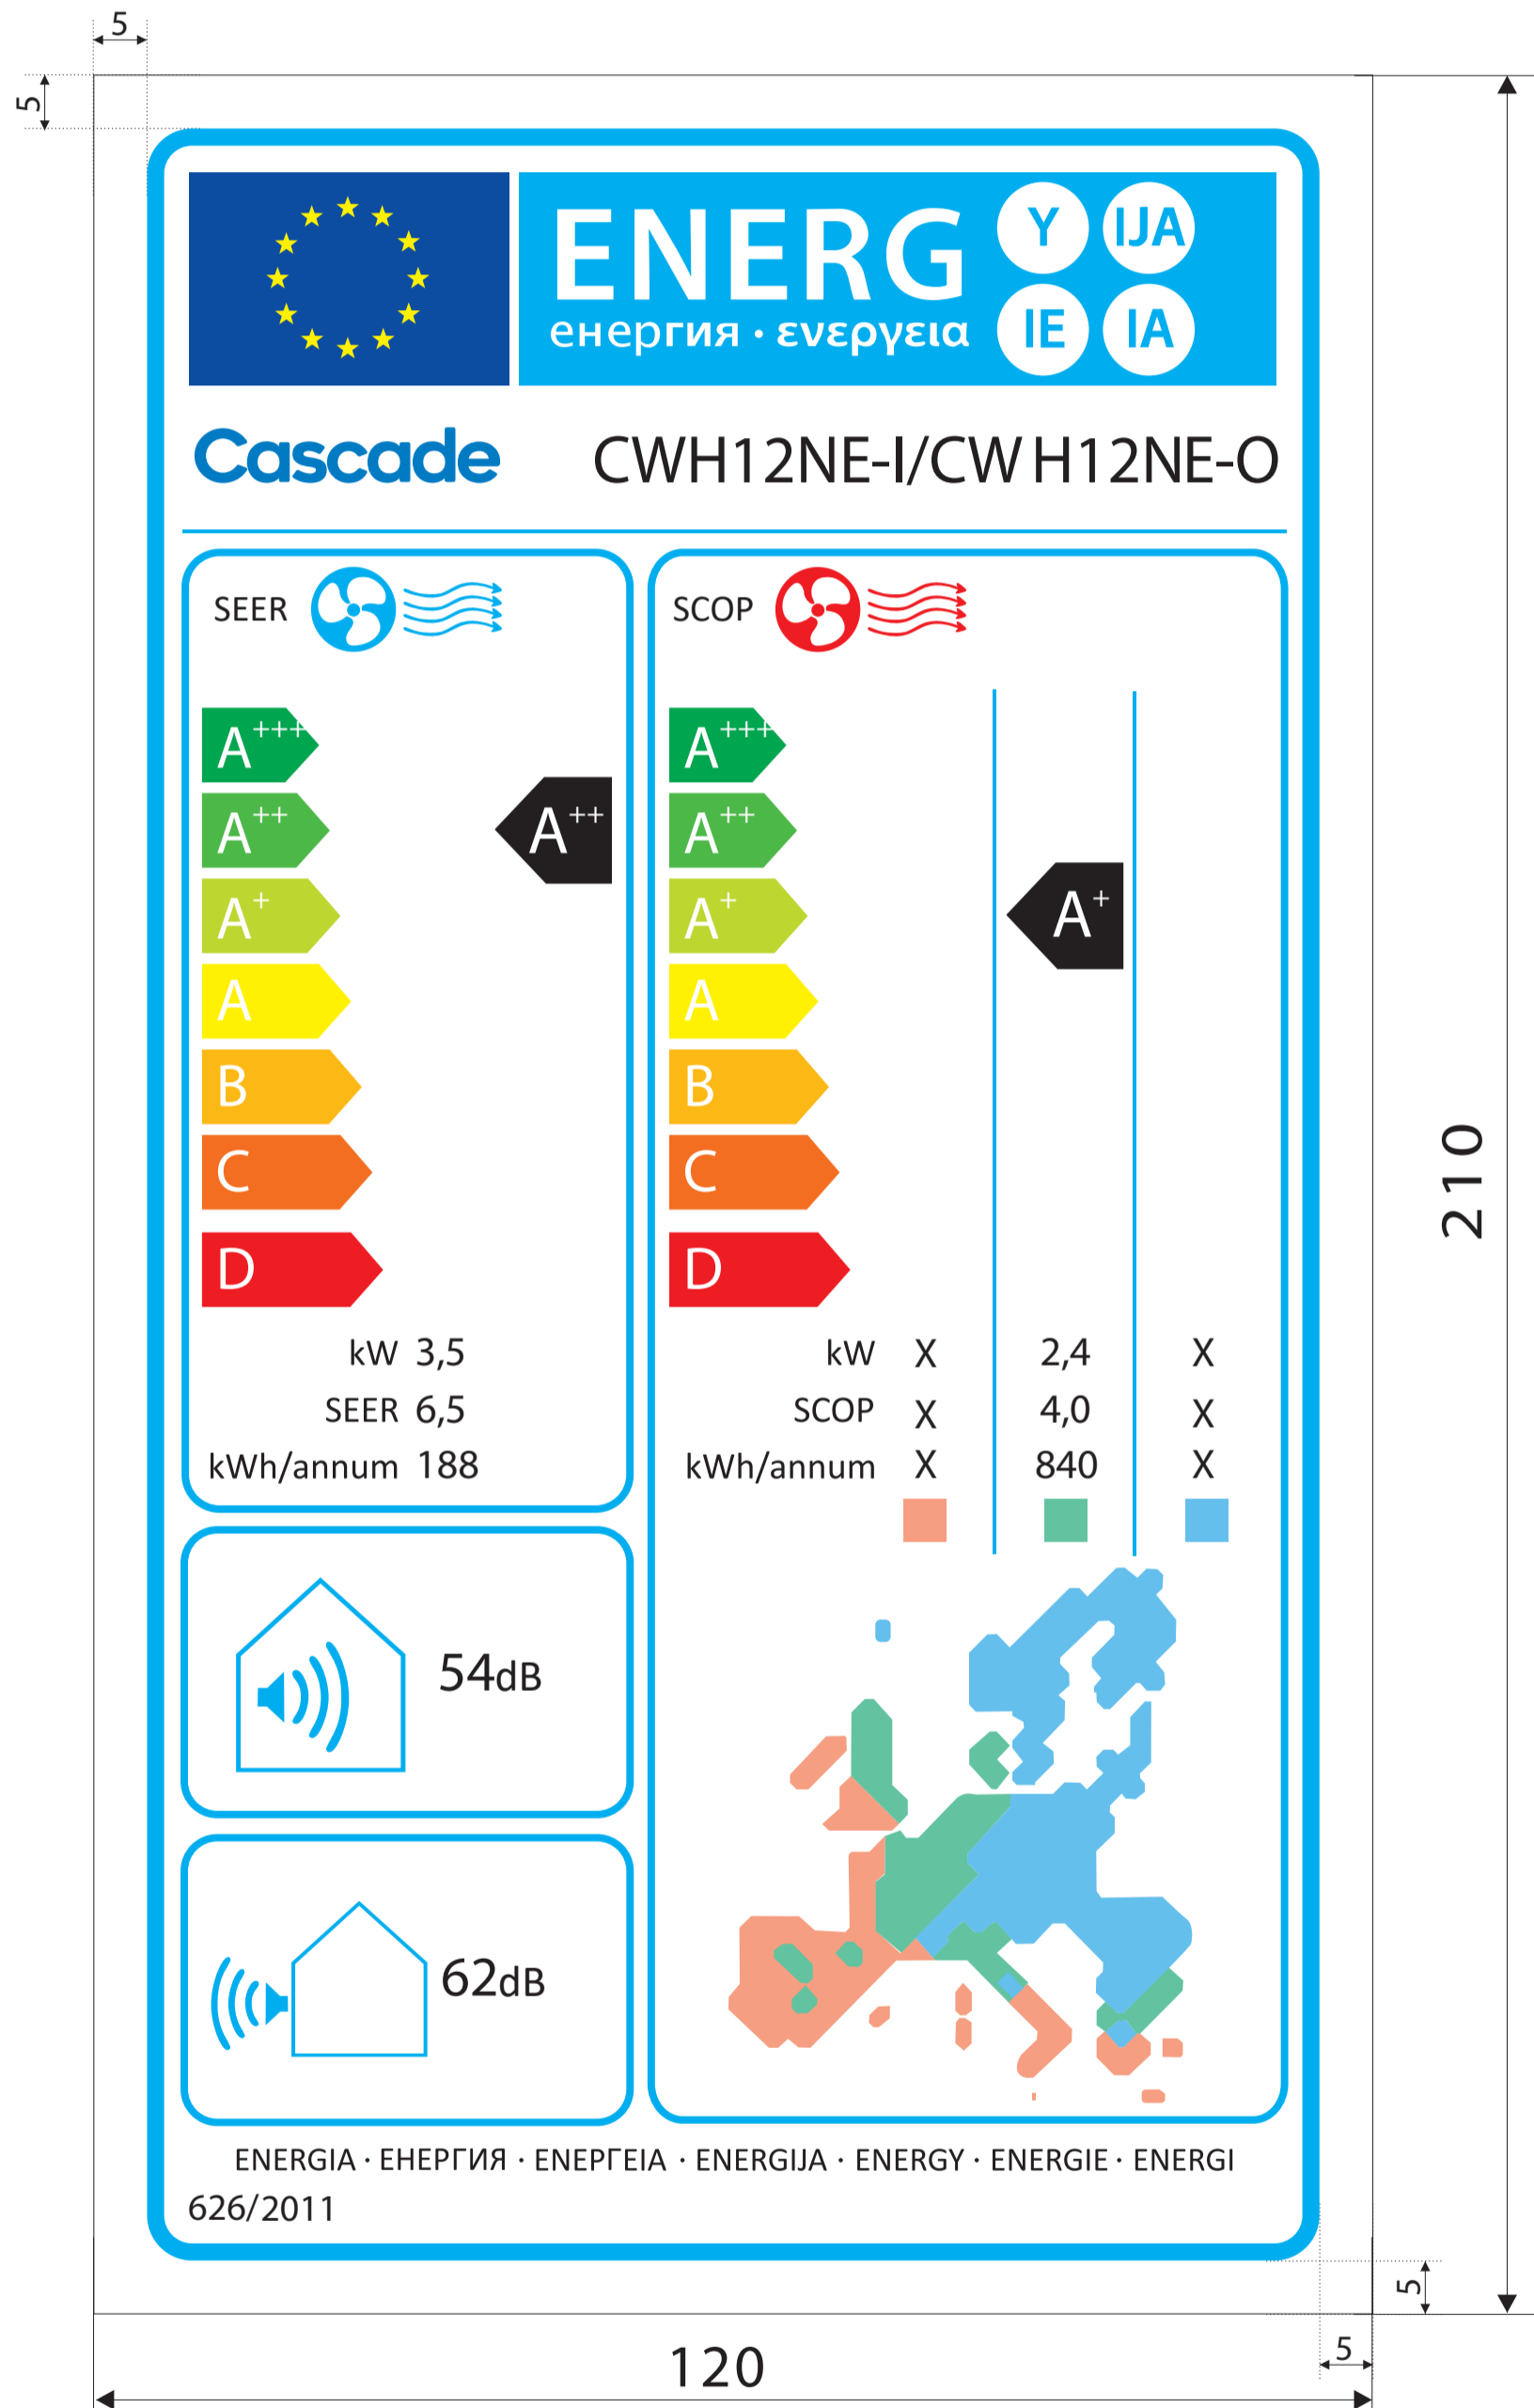 5
5
ENERG
енергия · ενεργεια
Y IJA
IE IA
Cascade
CWH12NE-I/CWH12NE-O
SEER
SCOP
A+++
A++
A+
A
B
C
D
A++
A+++
A++
A+
A
B
C
D
A+
kW 3,5
SEER 6,5
kWh/annum 188
kW X 2,4 X
SCOP X 4,0 X
kWh/annum X 840 X
54dB
62dB
ENERGIA · ЕНЕРГИЯ · ΕΝΕΡΓΕΙΑ · ENERGIJA · ENERGY · ENERGIE · ENERGI
626/2011
210
5
5
120